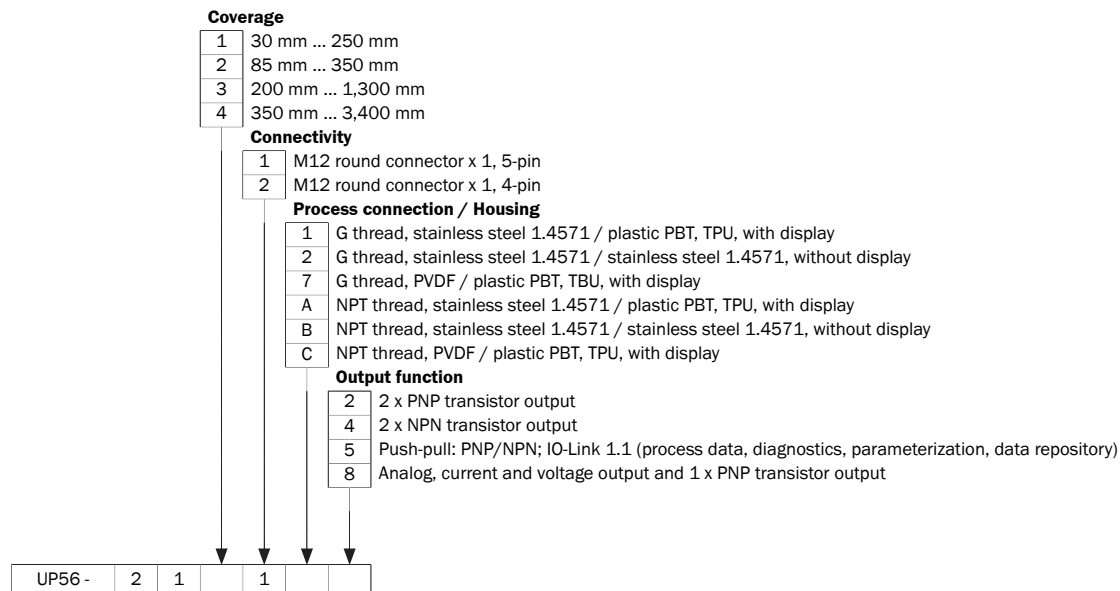 Coverage
1 30 mm ... 250 mm
2 85 mm ... 350 mm
3 200 mm ... 1,300 mm
4 350 mm ... 3,400 mm
Connectivity
1 M12 round connector x 1, 5-pin
2 M12 round connector x 1, 4-pin
Process connection / Housing
1 G thread, stainless steel 1.4571 / plastic PBT, TPU, with display
2 G thread, stainless steel 1.4571 / stainless steel 1.4571, without display
7 G thread, PVDF / plastic PBT, TBU, with display
A NPT thread, stainless steel 1.4571 / plastic PBT, TPU, with display
B NPT thread, stainless steel 1.4571 / stainless steel 1.4571, without display
C NPT thread, PVDF / plastic PBT, TPU, with display
Output function
2 2 x PNP transistor output
4 2 x NPN transistor output
5 Push-pull: PNP/NPN; IO-Link 1.1 (process data, diagnostics, parameterization, data repository)
8 Analog, current and voltage output and 1 x PNP transistor output
UP56 - 2 1 1